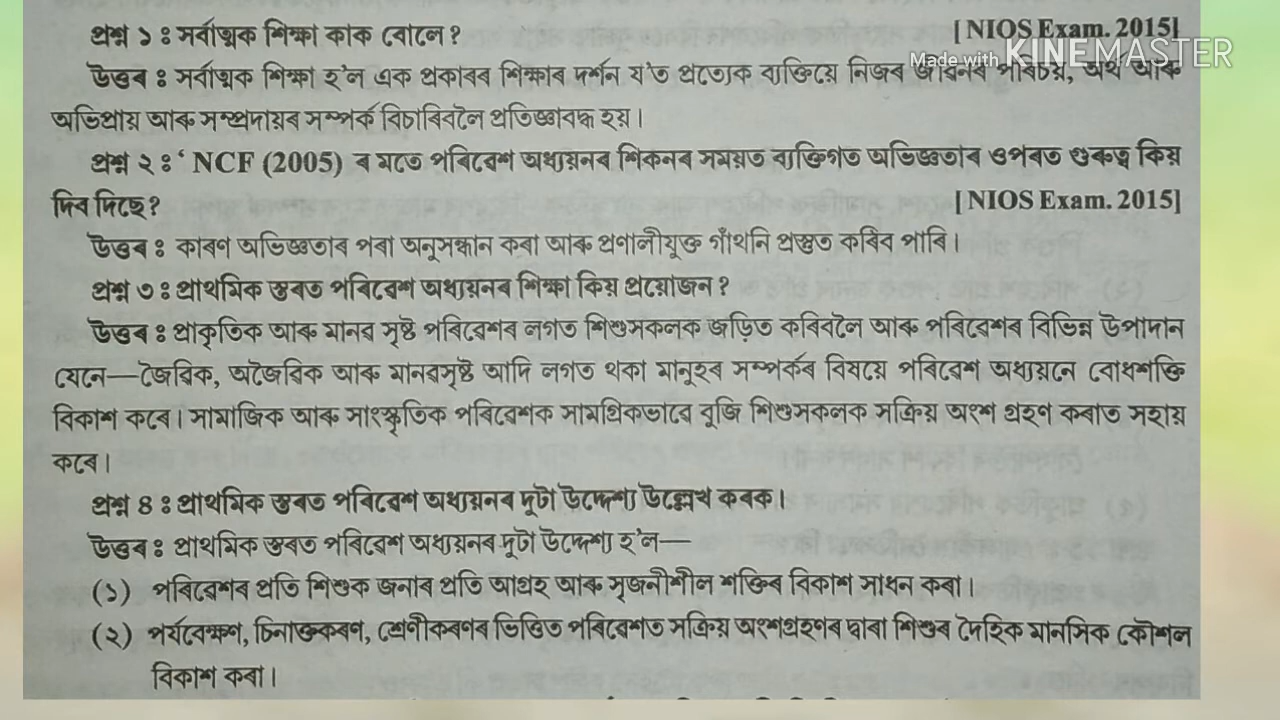 প্ৰশ্ন ১ঃ সৰ্বাত্মক শিক্ষা কাক বোলে? [NIOS Exam. 2015]
Made with KINEMASTER
উত্তৰঃ সৰ্বাত্মক শিক্ষা হ'ল এক প্ৰকাৰৰ শিক্ষাৰ দৰ্শন য'ত প্ৰত্যেক ব্যক্তিয়ে নিজৰ জীৱনৰ পৰিচয়, অৰ্থ আৰু
অভিপ্ৰায় আৰু সম্প্ৰদায়ৰ সম্পৰ্ক বিচাৰিবলৈ প্ৰতিজ্ঞাবদ্ধ হয়।
প্ৰশ্ন ২ঃ ‘ NCF (2005) ৰ মতে পৰিৱেশ অধ্যয়নৰ শিকনৰ সময়ত ব্যক্তিগত অভিজ্ঞতাৰ ওপৰত গুৰুত্ব কিয়
দিব দিছে? [NIOS Exam. 2015]
উত্তৰঃ কাৰণ অভিজ্ঞতাৰ পৰা অনুসন্ধান কৰা আৰু প্ৰণালীযুক্ত গাঁথনি প্ৰস্তুত কৰিব পাৰি।
প্ৰশ্ন ৩ঃ প্ৰাথমিক স্তৰত পৰিৱেশ অধ্যয়নৰ শিক্ষা কিয় প্ৰয়োজন?
উত্তৰঃ প্ৰাকৃতিক আৰু মানৱ সৃষ্ট পৰিৱেশৰ লগত শিশুসকলক জড়িত কৰিবলৈ আৰু পৰিৱেশৰ বিভিন্ন উপাদান
যেনে—জৈৱিক, অজৈৱিক আৰু মানৱসৃষ্ট আদি লগত থকা মানুহৰ সম্পৰ্কৰ বিষয়ে পৰিৱেশ অধ্যয়নে বোধশক্তি
বিকাশ কৰে। সামাজিক আৰু সাংস্কৃতিক পৰিৱেশক সামগ্ৰিকভাৱে বুজি শিশুসকলক সক্ৰিয় অংশ গ্ৰহণ কৰাত সহায়
কৰে।
প্ৰশ্ন ৪ঃ প্ৰাথমিক স্তৰত পৰিৱেশ অধ্যয়নৰ দুটা উদ্দেশ্য উল্লেখ কৰক।
উত্তৰঃ প্ৰাথমিক স্তৰত পৰিৱেশ অধ্যয়নৰ দুটা উদ্দেশ্য হ'ল—
(১) পৰিৱেশৰ প্ৰতি শিশুক জনাৰ প্ৰতি আগ্ৰহ আৰু সৃজনীশীল শক্তিৰ বিকাশ সাধন কৰা।
(২) পৰ্যবেক্ষণ, চিনাক্তকৰণ, শ্ৰেণীকৰণৰ ভিত্তিত পৰিৱেশত সক্ৰিয় অংশগ্ৰহণৰ দ্বাৰা শিশুৰ দৈহিক মানসিক কৌশল
বিকাশ কৰা।